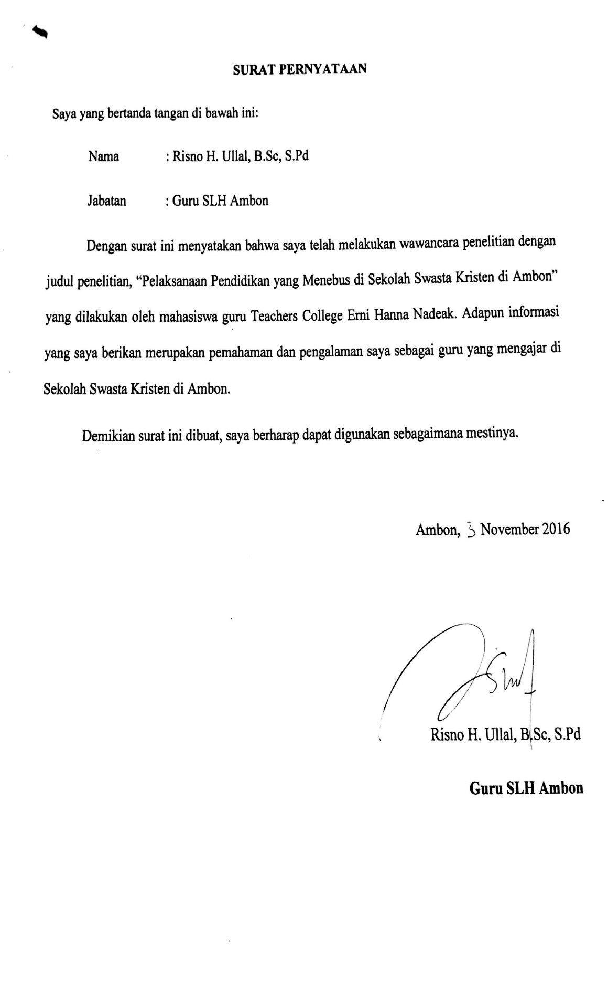 SURAT PERNYATAAN
Saya yang bertanda tangan di bawah ini:
Nama : Risno H. Ullal, B.Sc, S.Pd
Jabatan : Guru SLH Ambon
Dengan surat ini menyatakan bahwa saya telah melakukan wawancara penelitian dengan
judul penelitian, “Pelaksanaan Pendidikan yang Menebus di Sekolah Swasta Kristen di Ambon”
yang dilakukan oleh mahasiswa guru Teachers College Erni Hanna Nadeak. Adapun informasi
yang saya berikan merupakan pemahaman dan pengalaman saya sebagai guru yang mengajar di
Sekolah Swasta Kristen di Ambon.
Demikian surat ini dibuat, saya berharap dapat digunakan sebagaimana mestinya.
Ambon, 3 November 2016
Risno H. Ullal, B.Sc, S.Pd
Guru SLH Ambon